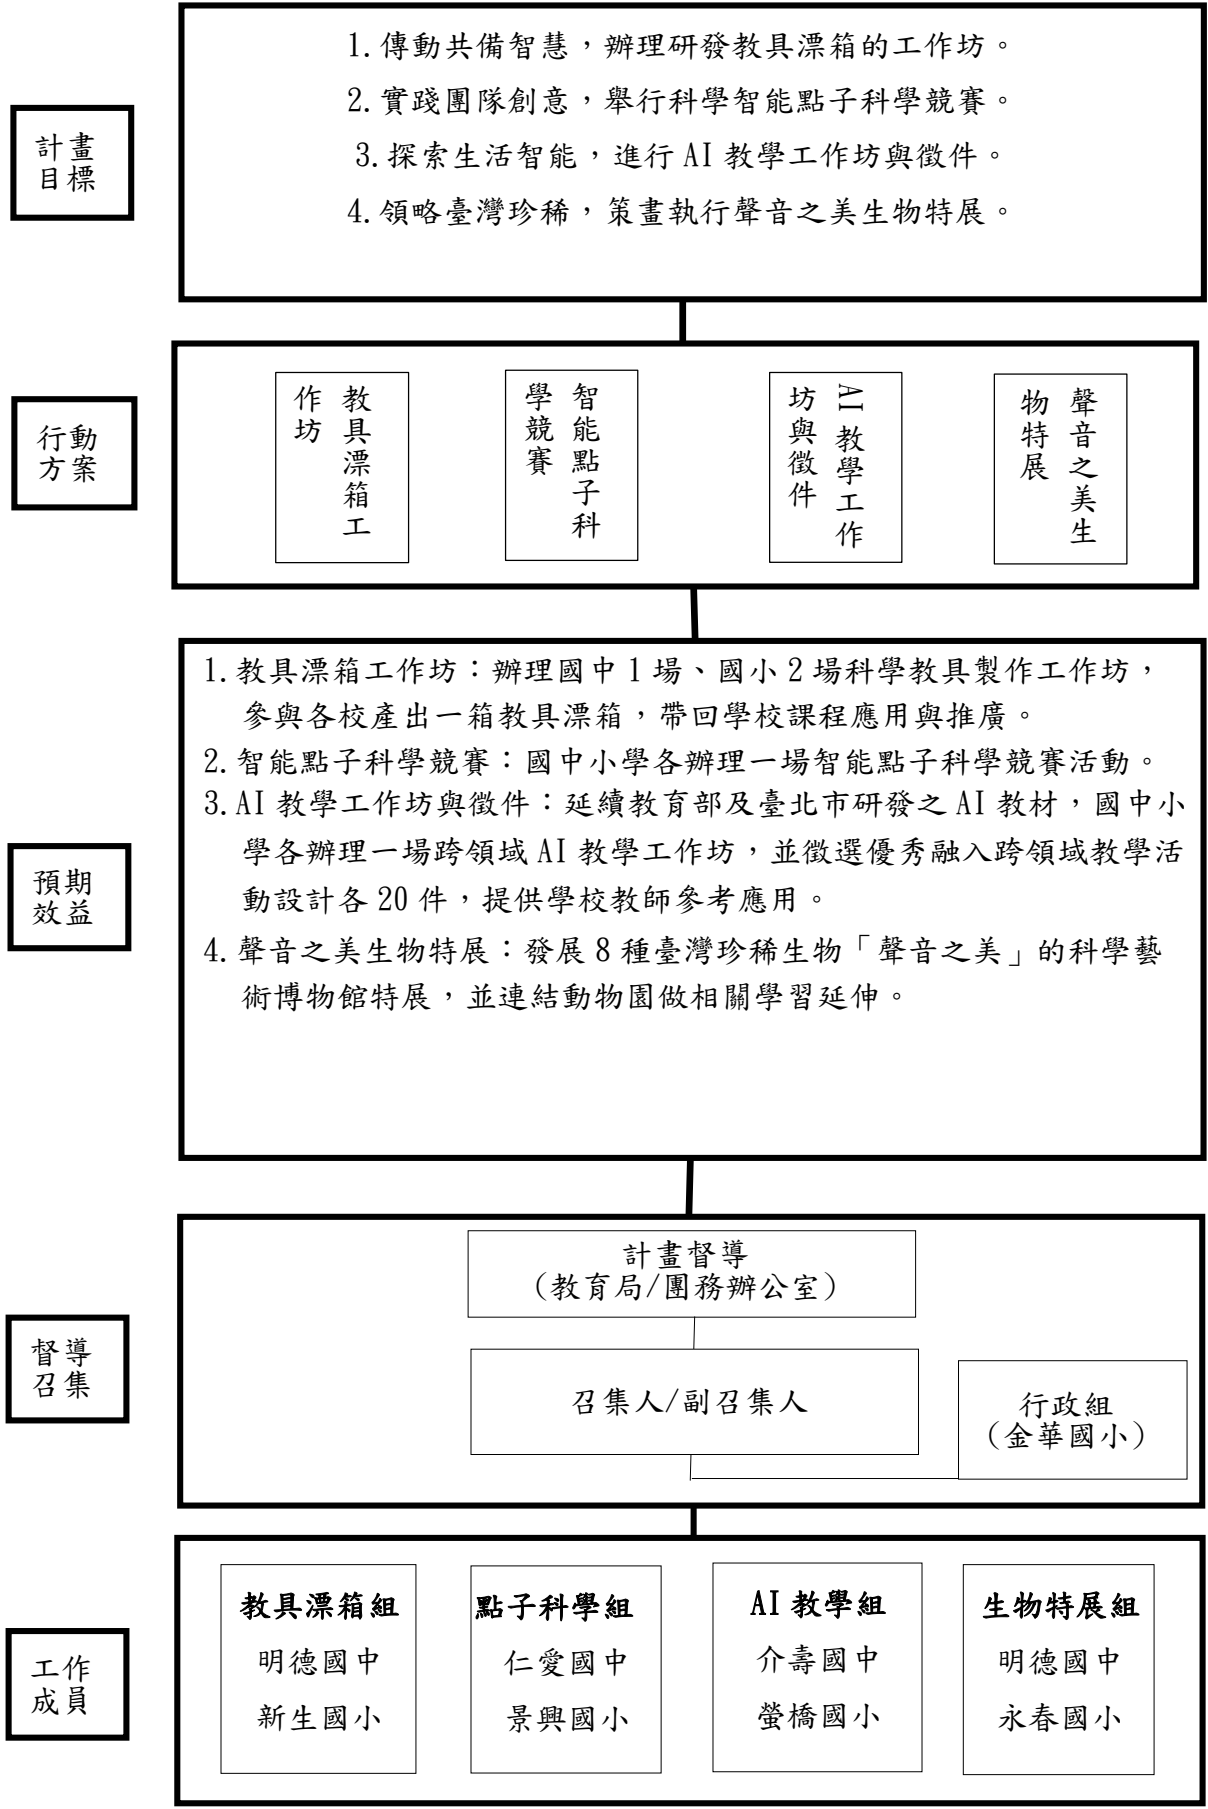 計畫
目標
1.傳動共備智慧，辦理研發教具漂箱的工作坊。
2.實踐團隊創意，舉行科學智能點子科學競賽。
3.探索生活智能，進行 AI 教學工作坊與徵件。
4.領略臺灣珍稀，策畫執行聲音之美生物特展。
行動
方案
教具漂箱工
作坊
智能點子科
學競賽
AI 教學工作
坊與徵件
聲音之美生
物特展
預期
效益
1.教具漂箱工作坊：辦理國中 1 場、國小 2 場科學教具製作工作坊，
參與各校產出一箱教具漂箱，帶回學校課程應用與推廣。
2.智能點子科學競賽：國中小學各辦理一場智能點子科學競賽活動。
3.AI 教學工作坊與徵件：延續教育部及臺北市研發之 AI 教材，國中小
學各辦理一場跨領域 AI 教學工作坊，並徵選優秀融入跨領域教學活
動設計各 20 件，提供學校教師參考應用。
4.聲音之美生物特展：發展 8 種臺灣珍稀生物「聲音之美」的科學藝
術博物館特展，並連結動物園做相關學習延伸。
督導
召集
計畫督導
(教育局/團務辦公室)
召集人/副召集人
行政組
(金華國小)
工作
成員
教具漂箱組
明德國中
新生國小
點子科學組
仁愛國中
景興國小
AI 教學組
介壽國中
螢橋國小
生物特展組
明德國中
永春國小